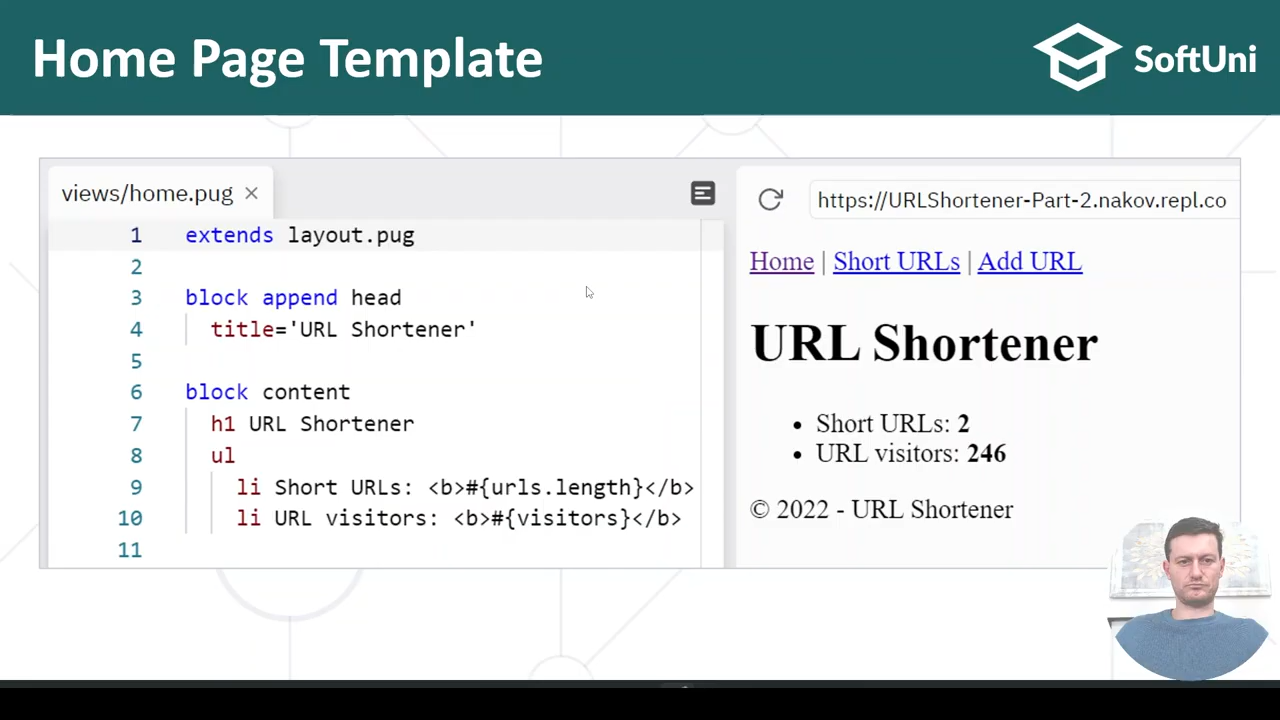 Home Page Template
SoftUni
views/home.pug ×
1 extends layout.pug
2
3 block append head
4 title='URL Shortener'
5
6 block content
7 h1 URL Shortener
8 ul
9 li Short URLs: <b>#{urls.length}</b>
10 li URL visitors: <b>#{visitors}</b>
11
https://URLShortener-Part-2.nakov.repl.co
Home | Short URLs | Add URL
URL Shortener
• Short URLs: 2
• URL visitors: 246
© 2022 - URL Shortener